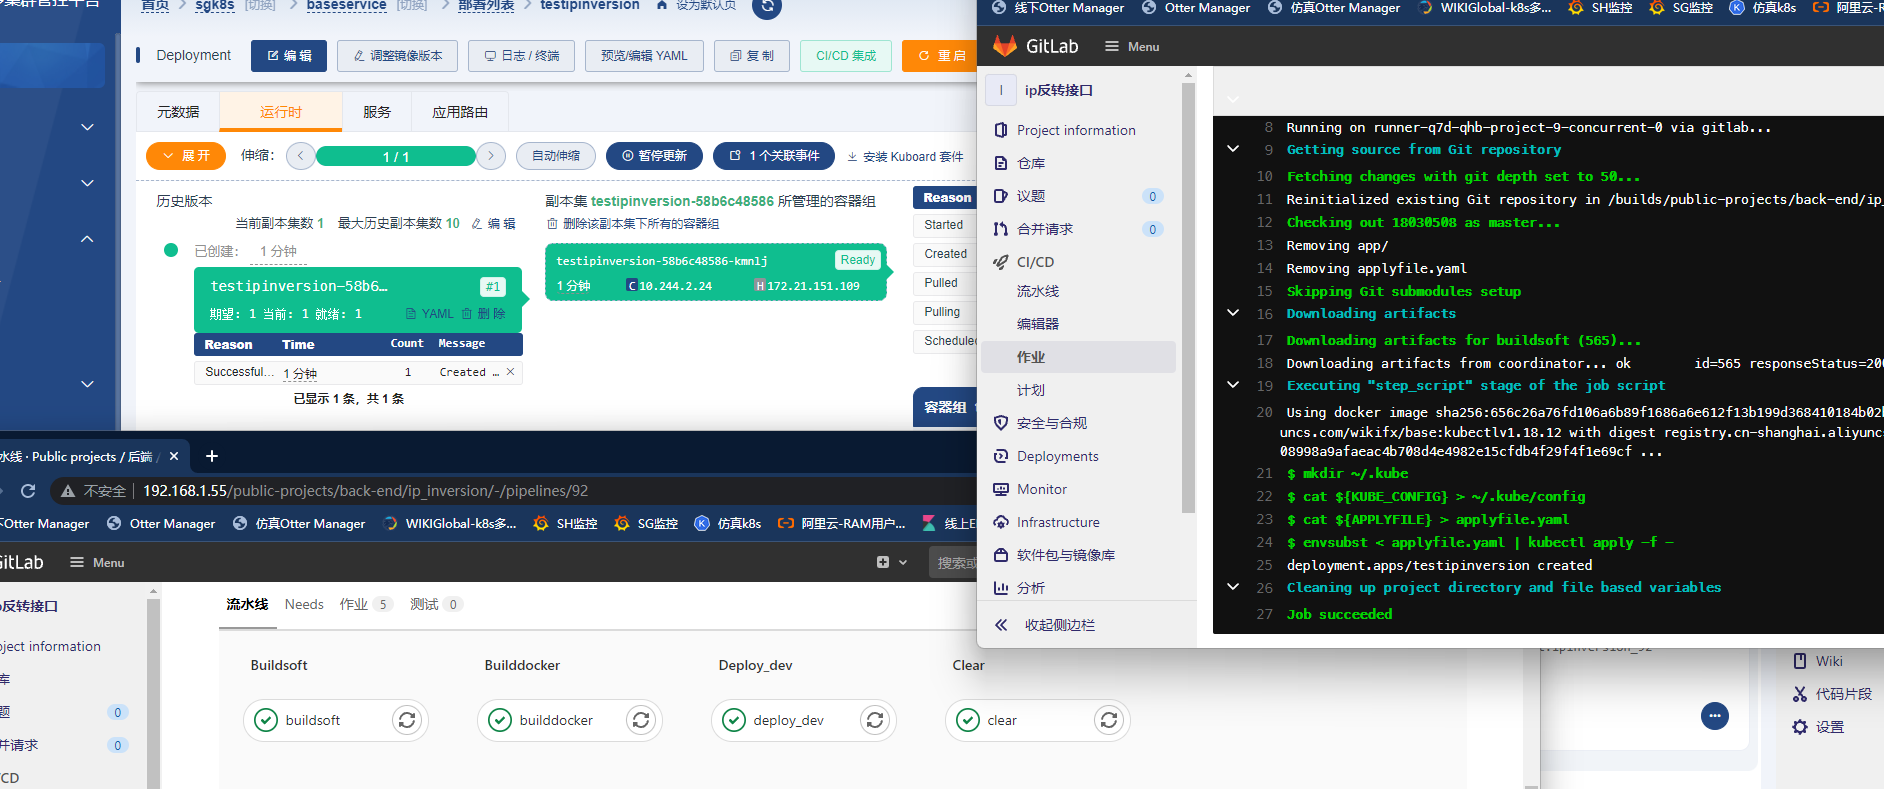 首页 > sgk8s [切换] > baseservice [切换] > 部署列表 > testipinversion 设为默认页
Deployment 编 辑 调整镜像版本 日志 / 终端 预览/编辑 YAML 复 制 CI/CD 集成 重 启
元数据 运行时 服务 应用路由
展 开 伸缩: 1 / 1 自动伸缩 暂停更新 1 个关联事件 安装 Kuboard 套件
历史版本
当前副本集数 1 最大历史副本集数 10 编 辑
已创建: 1 分钟
testipinversion-58b6... #1
期望: 1 当前: 1 就绪: 1 YAML 删 除
Reason Time Count Message
Successful... 1 分钟 1 Created ...
已显示 1 条, 共 1 条
副本集 testipinversion-58b6c48586 所管理的容器组
删除该副本集下所有的容器组
testipinversion-58b6c48586-kmnlj Ready
1 分钟 C 10.244.2.24 H 172.21.151.109
Reason
Started
Created
Pulled
Pulling
Schedule
容器组
线下Otter Manager Otter Manager 仿真Otter Manager WIKIGlobal-k8s多... SH监控 SG监控 仿真k8s 阿里云-R
GitLab Menu
I ip反转接口
Project information
仓库
议题 0
合并请求 0
CI/CD
流水线
编辑器
作业
计划
安全与合规
Deployments
Monitor
Infrastructure
软件包与镜像库
分析
收起侧边栏
8 Running on runner-q7d-qhb-project-9-concurrent-0 via gitlab...
9 Getting source from Git repository
10 Fetching changes with git depth set to 50...
11 Reinitialized existing Git repository in /builds/public-projects/back-end/ip_
12 Checking out 18030508 as master...
13 Removing app/
14 Removing applyfile.yaml
15 Skipping Git submodules setup
16 Downloading artifacts
17 Downloading artifacts for buildsoft (565)...
18 Downloading artifacts from coordinator... ok id=565 responseStatus=200
19 Executing "step_script" stage of the job script
20 Using docker image sha256:656c26a76fd106a6b89f1686a6e612f13b199d368410184b02
uncs.com/wikifx/base:kubectlv1.18.12 with digest registry.cn-shanghai.aliyuncs
08998a9afaeac4b708d4e4982e15cfdb4f29f4f1e69cf ...
21 $ mkdir ~/.kube
22 $ cat ${KUBE_CONFIG} > ~/.kube/config
23 $ cat ${APPLYFILE} > applyfile.yaml
24 $ envsubst < applyfile.yaml | kubectl apply -f -
25 deployment.apps/testipinversion created
26 Cleaning up project directory and file based variables
27 Job succeeded
水线 · Public projects / 后端 /
不安全 192.168.1.55/public-projects/back-end/ip_inversion/-/pipelines/92
下Otter Manager Otter Manager 仿真Otter Manager WIKIGlobal-k8s多... SH监控 SG监控 仿真k8s 阿里云-RAM用户... 线上E
GitLab Menu 搜索或
反转接口
ject information
库
题 0
并请求 0
/CD
流水线 Needs 作业 5 测试 0
Buildsoft Builddocker Deploy_dev Clear
buildsoft builddocker deploy_dev clear
Wiki
代码片段
设置